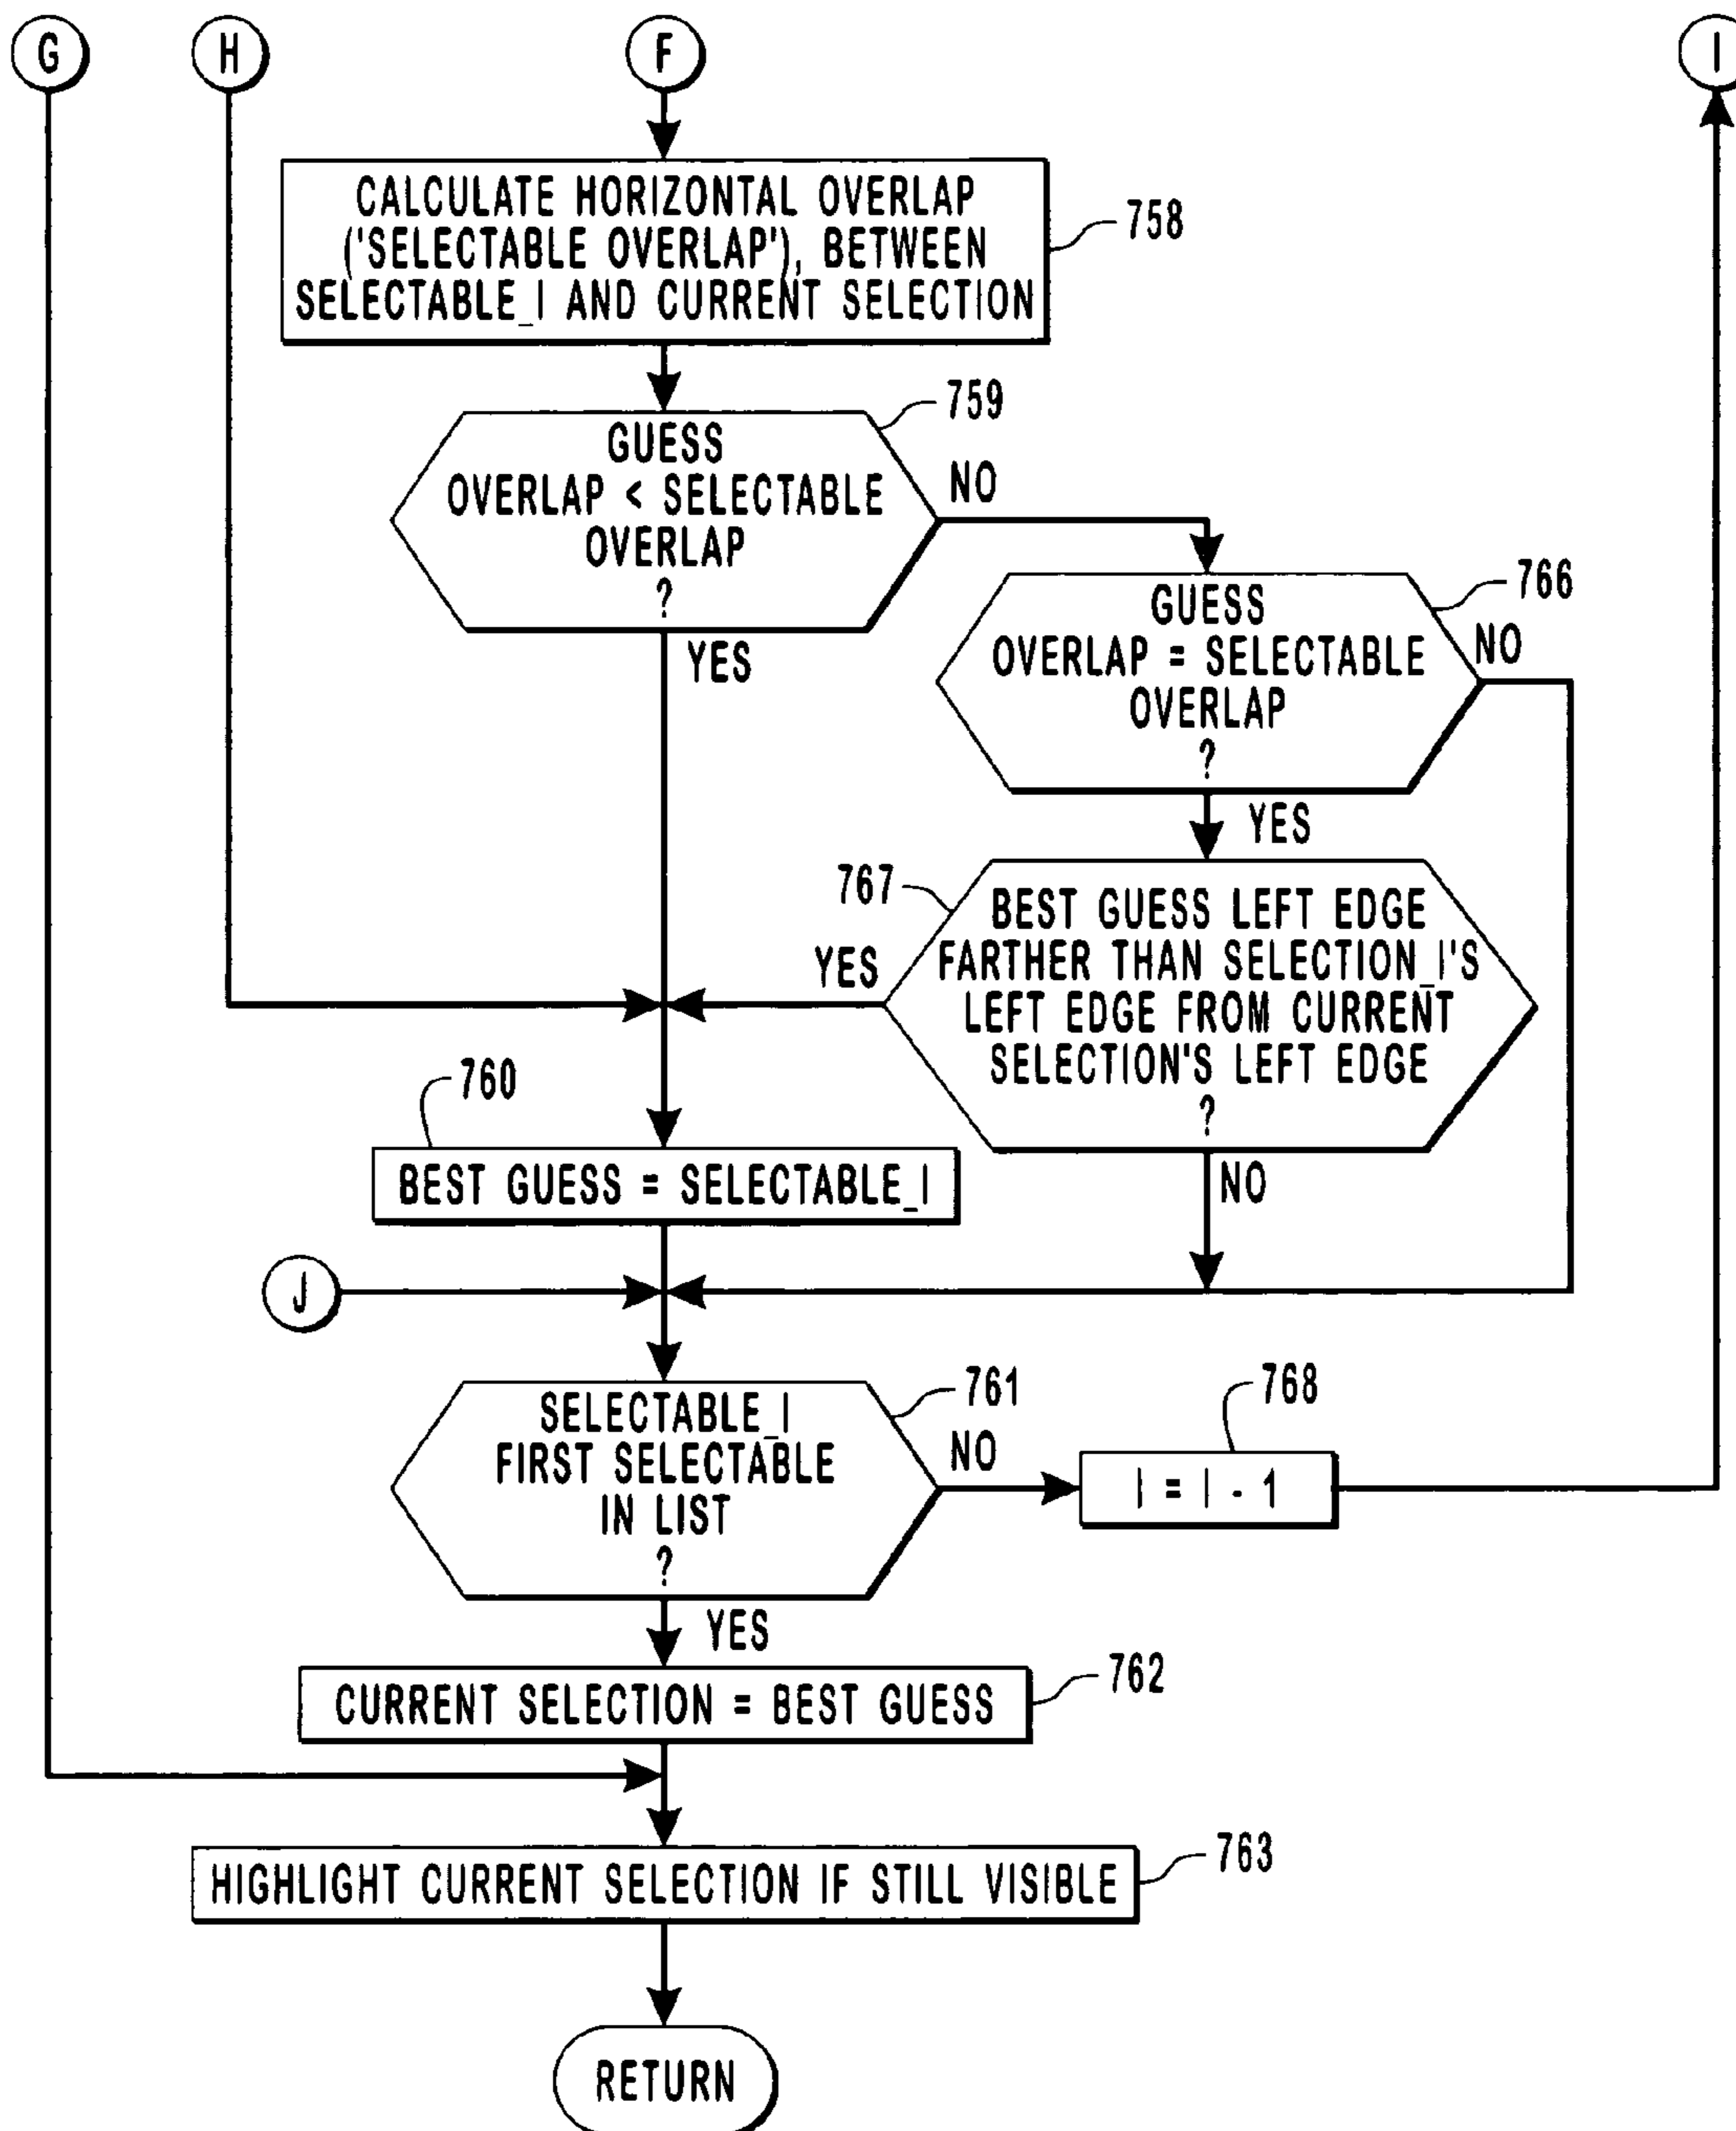 G
H
F
I
CALCULATE HORIZONTAL OVERLAP
('SELECTABLE OVERLAP'), BETWEEN
SELECTABLE_I AND CURRENT SELECTION
758
759
GUESS
OVERLAP < SELECTABLE
OVERLAP
?
NO
YES
766
GUESS
OVERLAP = SELECTABLE
OVERLAP
?
NO
YES
767
BEST GUESS LEFT EDGE
FARTHER THAN SELECTION_I'S
LEFT EDGE FROM CURRENT
SELECTION'S LEFT EDGE
?
YES
NO
760
BEST GUESS = SELECTABLE_I
J
761
SELECTABLE_I
FIRST SELECTABLE
IN LIST
?
NO
768
I = I - 1
YES
762
CURRENT SELECTION = BEST GUESS
763
HIGHLIGHT CURRENT SELECTION IF STILL VISIBLE
RETURN